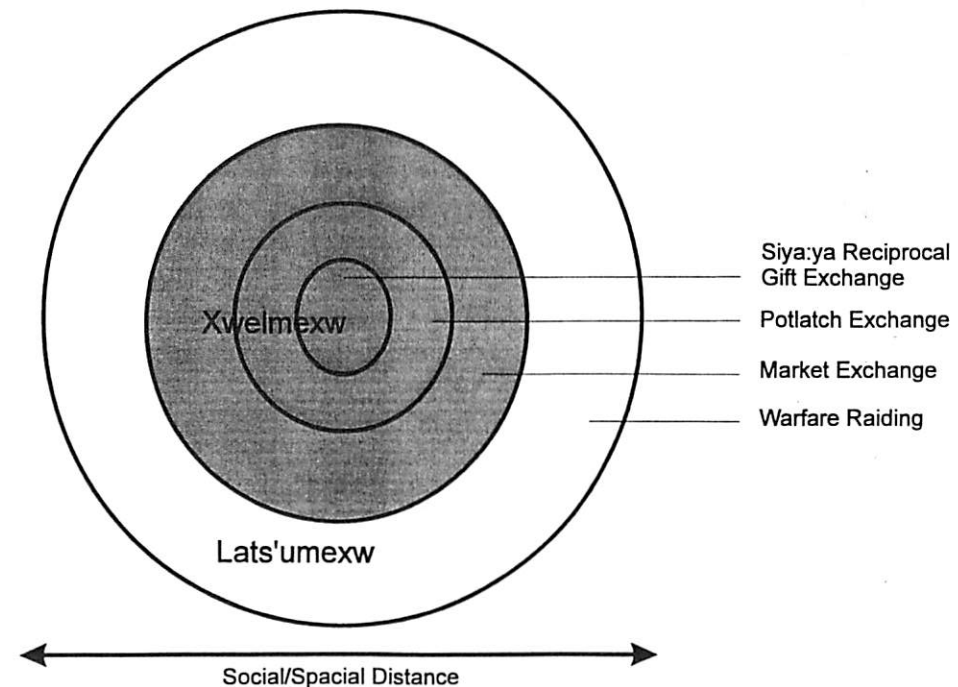 Siya:ya Reciprocal
Gift Exchange
Xwelmexw
Potlatch Exchange
Market Exchange
Warfare Raiding
Lats'umexw
Social/Spacial Distance